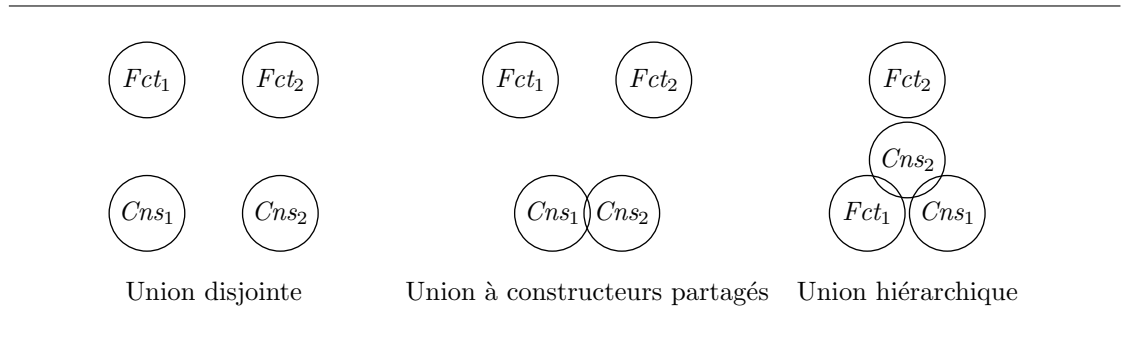 Fct₁ Fct₂ Fct₁ Fct₂ Fct₂
Cns₂
Cns₁ Cns₂ Cns₁ Cns₂ Fct₁ Cns₁
Union disjointe Union à constructeurs partagés Union hiérarchique